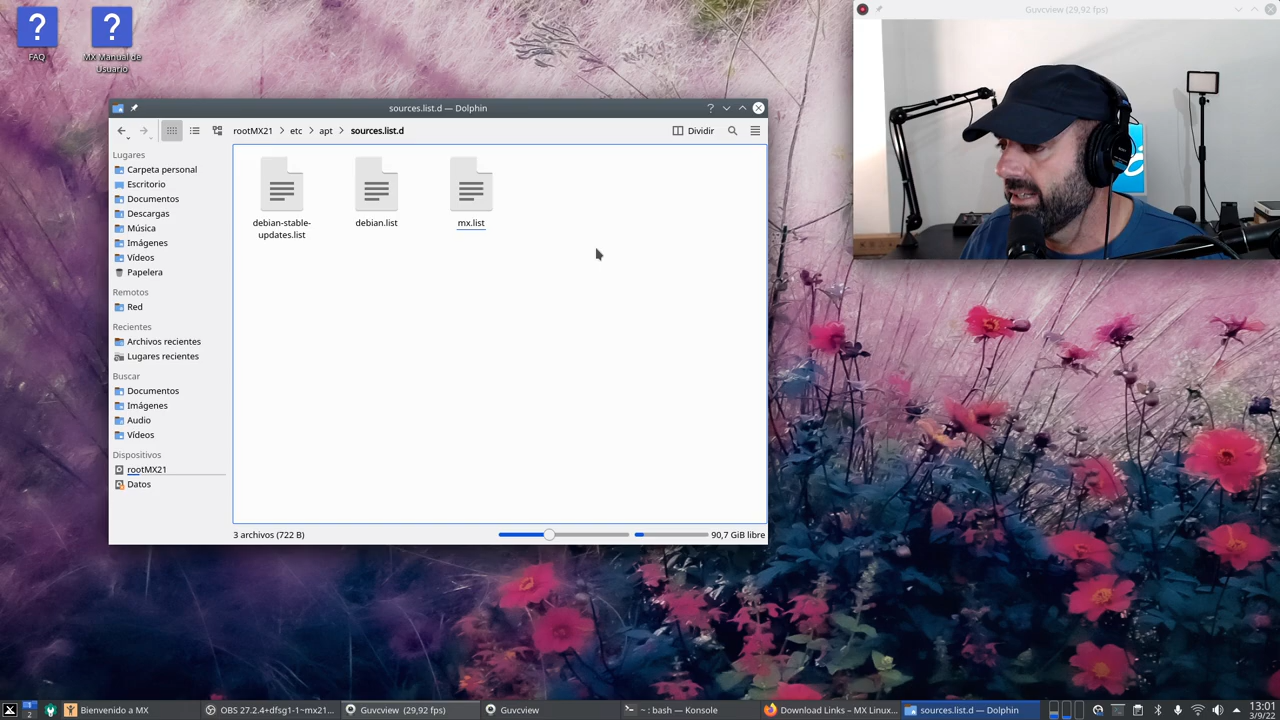 FAQ
MX Manual de
Usuario
Guvcview (29,92 fps)
sources.list.d — Dolphin
rootMX21 > etc > apt > sources.list.d
Dividir
Lugares
Carpeta personal
Escritorio
Documentos
Descargas
Música
Imágenes
Vídeos
Papelera
Remotos
Red
Recientes
Archivos recientes
Lugares recientes
Buscar
Documentos
Imágenes
Audio
Vídeos
Dispositivos
rootMX21
Datos
debian-stable-
updates.list
debian.list
mx.list
3 archivos (722 B)
90,7 GiB libre
1
2
Bienvenido a MX
OBS 27.2.4+dfsg1-1~mx21...
Guvcview (29,92 fps)
Guvcview
~ : bash — Konsole
Download Links – MX Linux...
sources.list.d — Dolphin
13:01
3/9/22